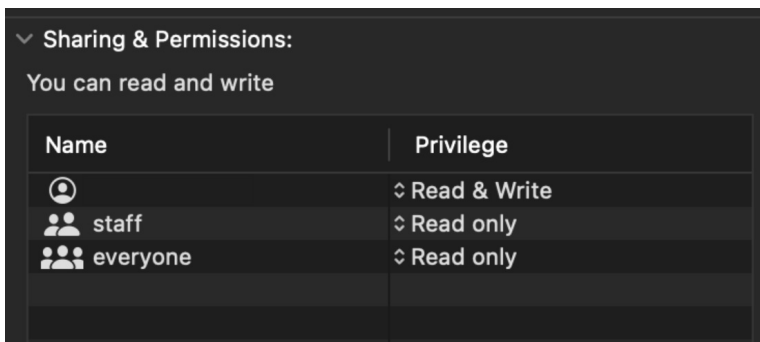 Sharing & Permissions:
You can read and write
Name Privilege
Read & Write
staff Read only
everyone Read only